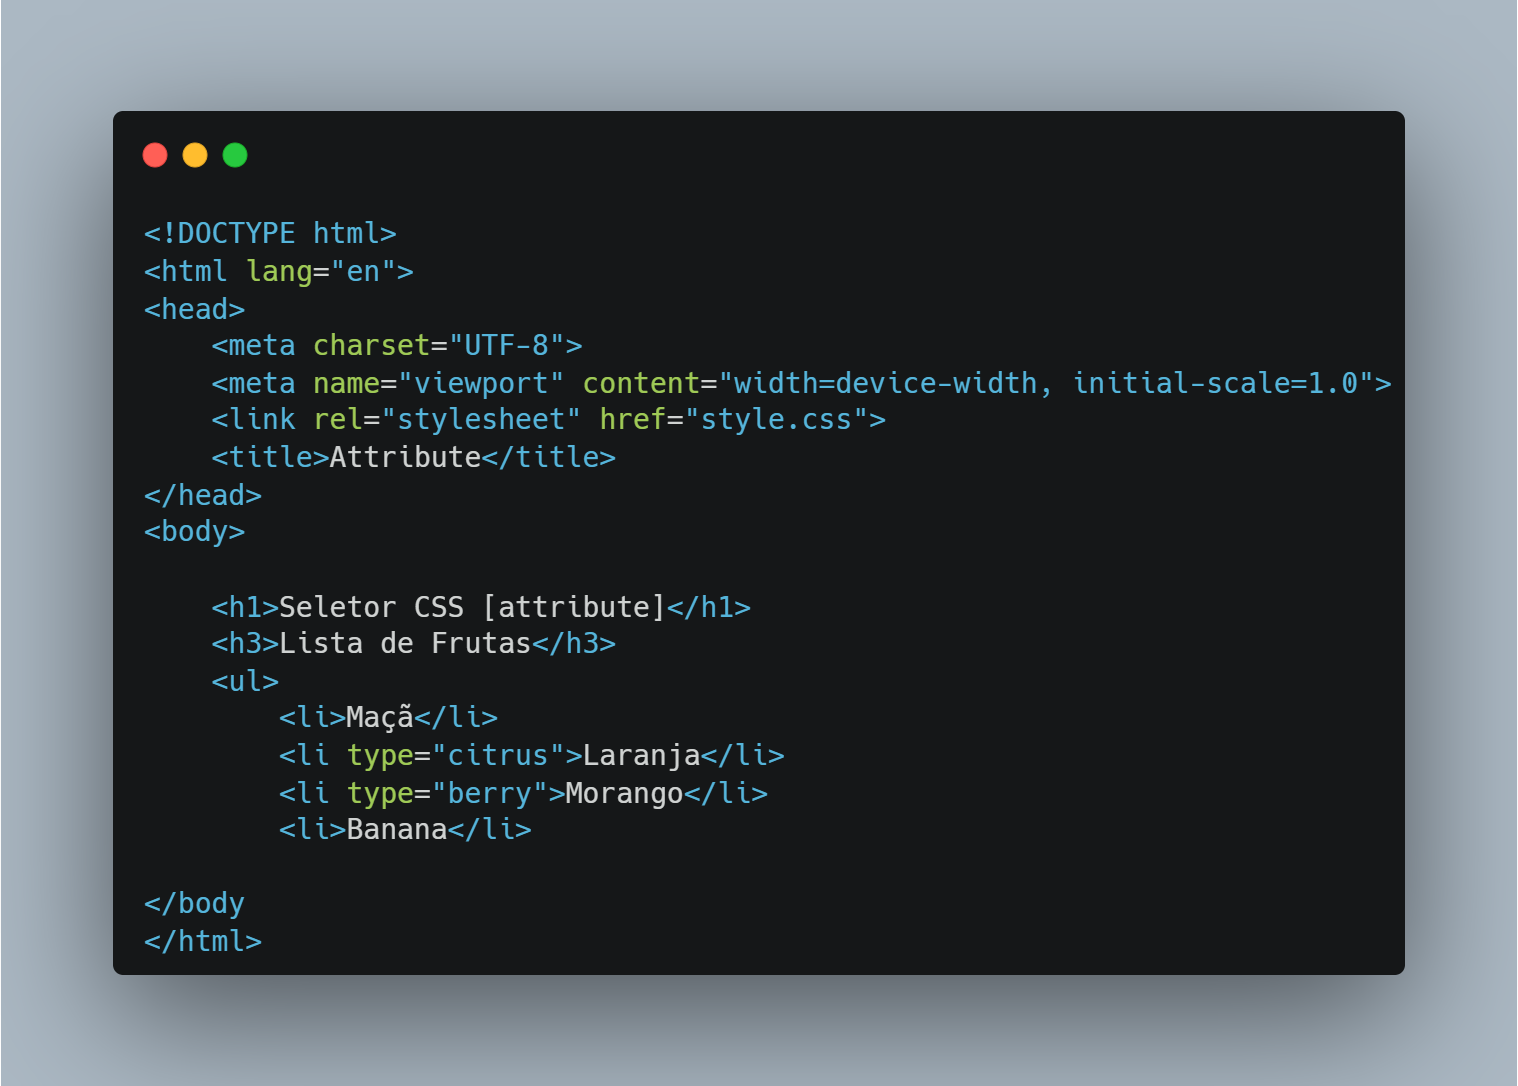 <!DOCTYPE html>
<html lang="en">
<head>
    <meta charset="UTF-8">
    <meta name="viewport" content="width=device-width, initial-scale=1.0">
    <link rel="stylesheet" href="style.css">
    <title>Attribute</title>
</head>
<body>

    <h1>Seletor CSS [attribute]</h1>
    <h3>Lista de Frutas</h3>
    <ul>
        <li>Maçã</li>
        <li type="citrus">Laranja</li>
        <li type="berry">Morango</li>
        <li>Banana</li>

</body
</html>